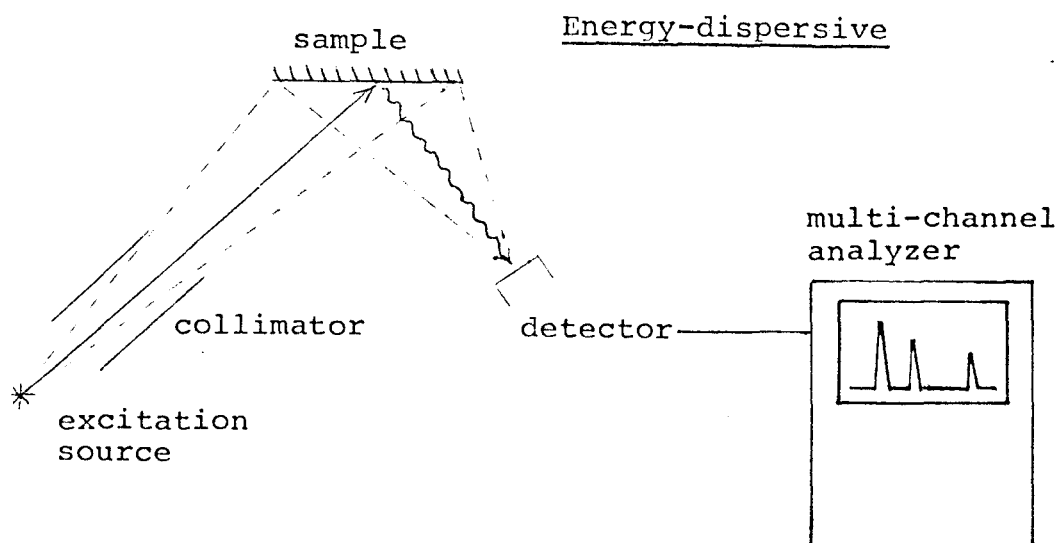 Energy-dispersive
sample
multi-channel
analyzer
collimator
detector
excitation
source